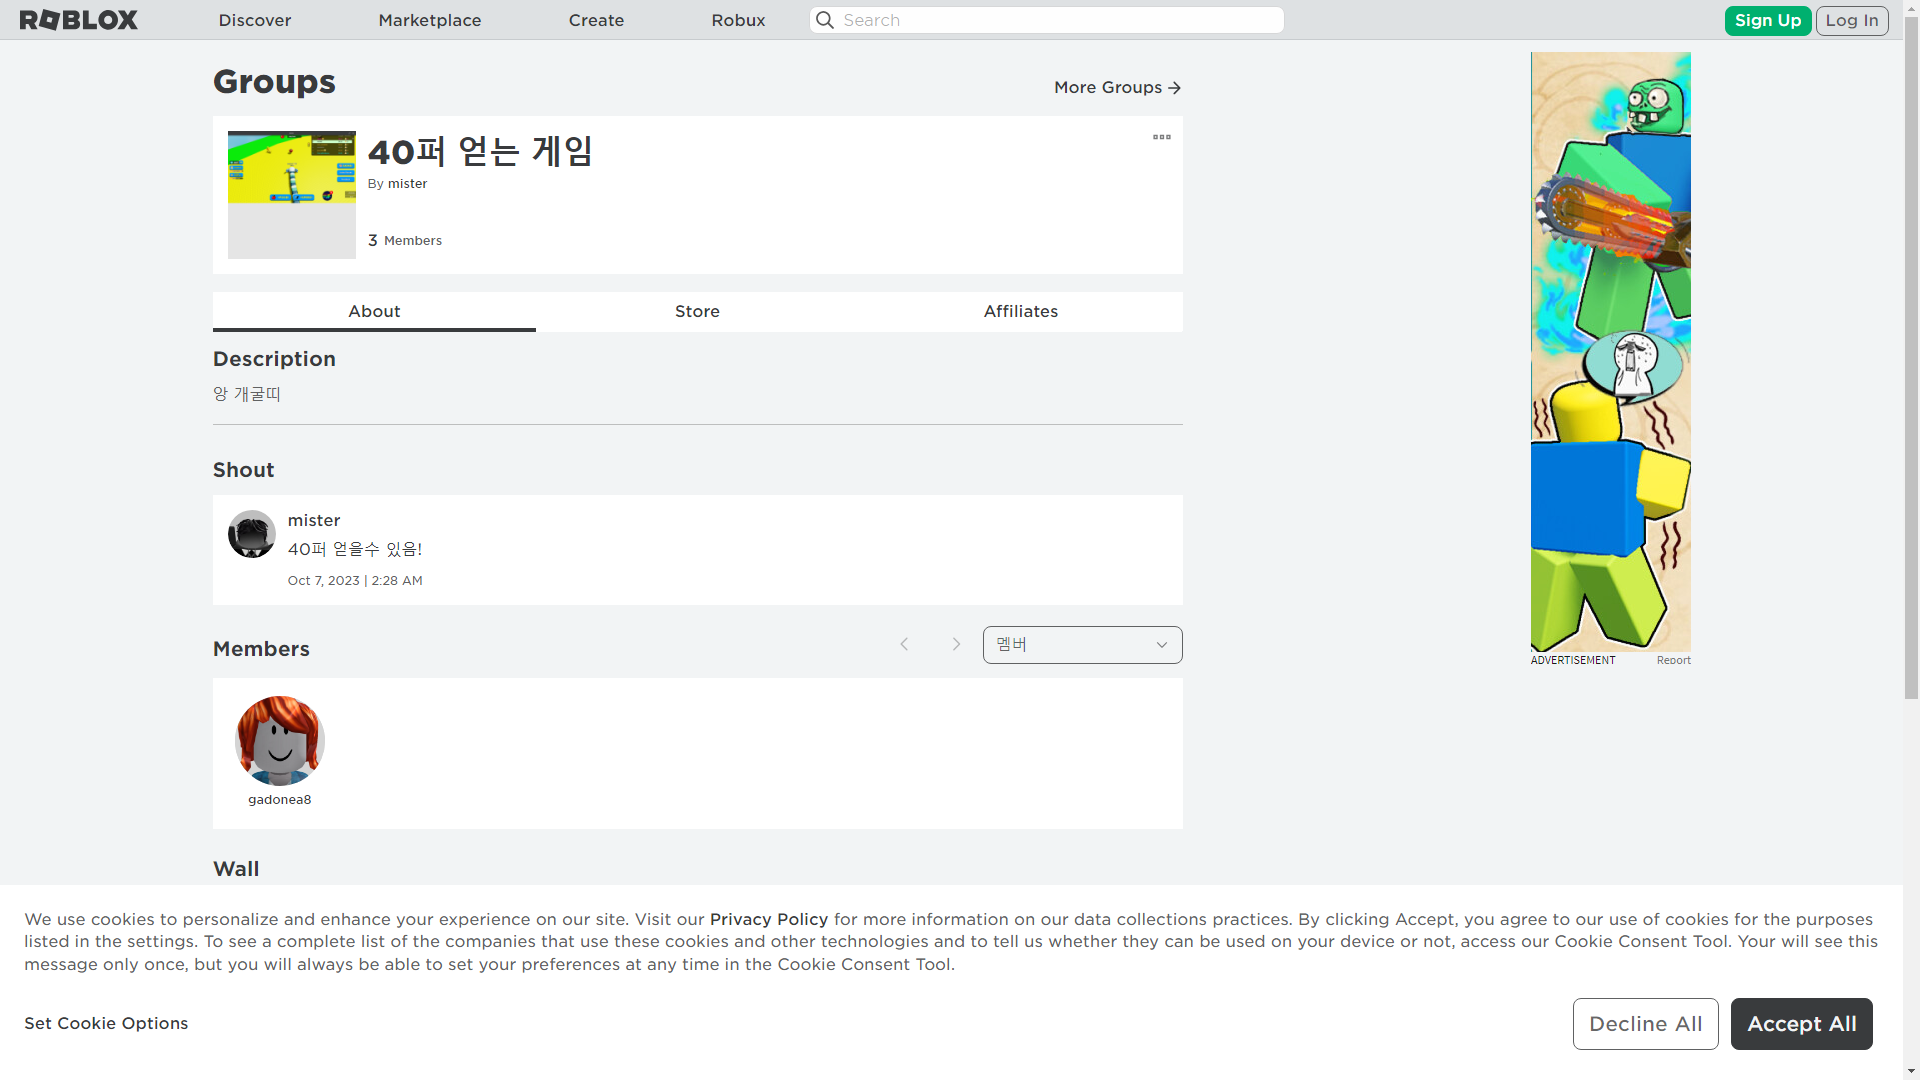 ROBLOX
Discover
Marketplace
Create
Robux
Search
Sign Up
Log In
Groups
More Groups
40퍼 얻는 게임
By mister
3 Members
About
Store
Affiliates
Description
앙 개굴띠
Shout
mister
40퍼 얻을수 있음!
Oct 7, 2023 | 2:28 AM
Members
멤버
gadonea8
ADVERTISEMENT
Report
Wall
We use cookies to personalize and enhance your experience on our site. Visit our Privacy Policy for more information on our data collections practices. By clicking Accept, you agree to our use of cookies for the purposes
listed in the settings. To see a complete list of the companies that use these cookies and other technologies and to tell us whether they can be used on your device or not, access our Cookie Consent Tool. Your will see this
message only once, but you will always be able to set your preferences at any time in the Cookie Consent Tool.
Set Cookie Options
Decline All
Accept All